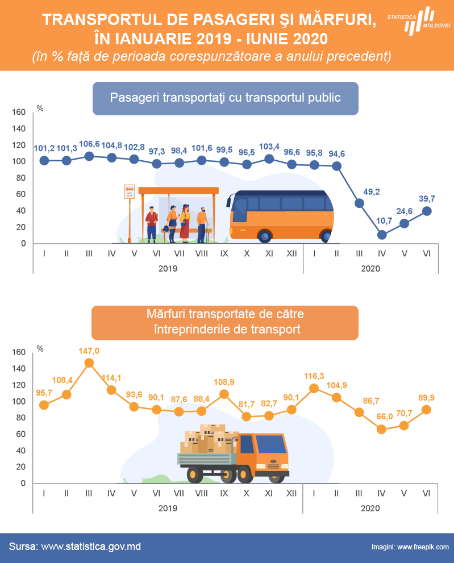 TRANSPORTUL DE PASAGERI ŞI MĂRFURI,
ÎN IANUARIE 2019 - IUNIE 2020
(în % față de perioada corespunzătoare a anului precedent)
STATISTICA
MOLDOVEI
Pasageri transportaţi cu transportul public
%
160
140
120
100
80
60
40
20
0
101,2 101,3 106,6 104,8 102,8 97,3 98,4 101,6 99,5 96,5 103,4 96,6 95,8 94,6 49,2 10,7 24,6 39,7
I II III IV V VI VII VIII IX X XI XII I II III IV V VI
2019 2020
Mărfuri transportate de către
întreprinderile de transport
%
160
140
120
100
80
60
40
20
0
95,7 108,4 147,0 114,1 93,6 90,1 87,6 88,4 108,9 81,7 82,7 90,1 116,3 104,9 86,7 66,0 70,7 89,9
I II III IV V VI VII VIII IX X XI XII I II III IV V VI
2019 2020
Sursa: www.statistica.gov.md
Imagini: www.freepik.com